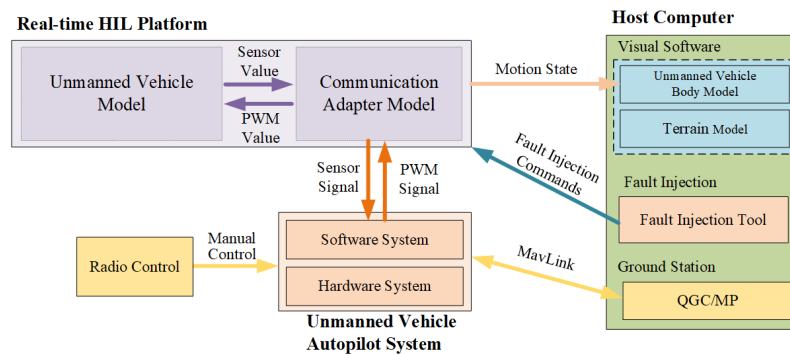 Real-time HIL Platform
Unmanned Vehicle
Model
Sensor
Value
PWM
Value
Communication
Adapter Model
Motion State
Host Computer
Visual Software
Unmanned Vehicle
Body Model
Terrain Model
Fault Injection
Commands
Fault Injection
Fault Injection Tool
Sensor
Signal
PWM
Signal
Radio Control
Manual
Control
Software System
Hardware System
Unmanned Vehicle
Autopilot System
MavLink
Ground Station
QGC/MP